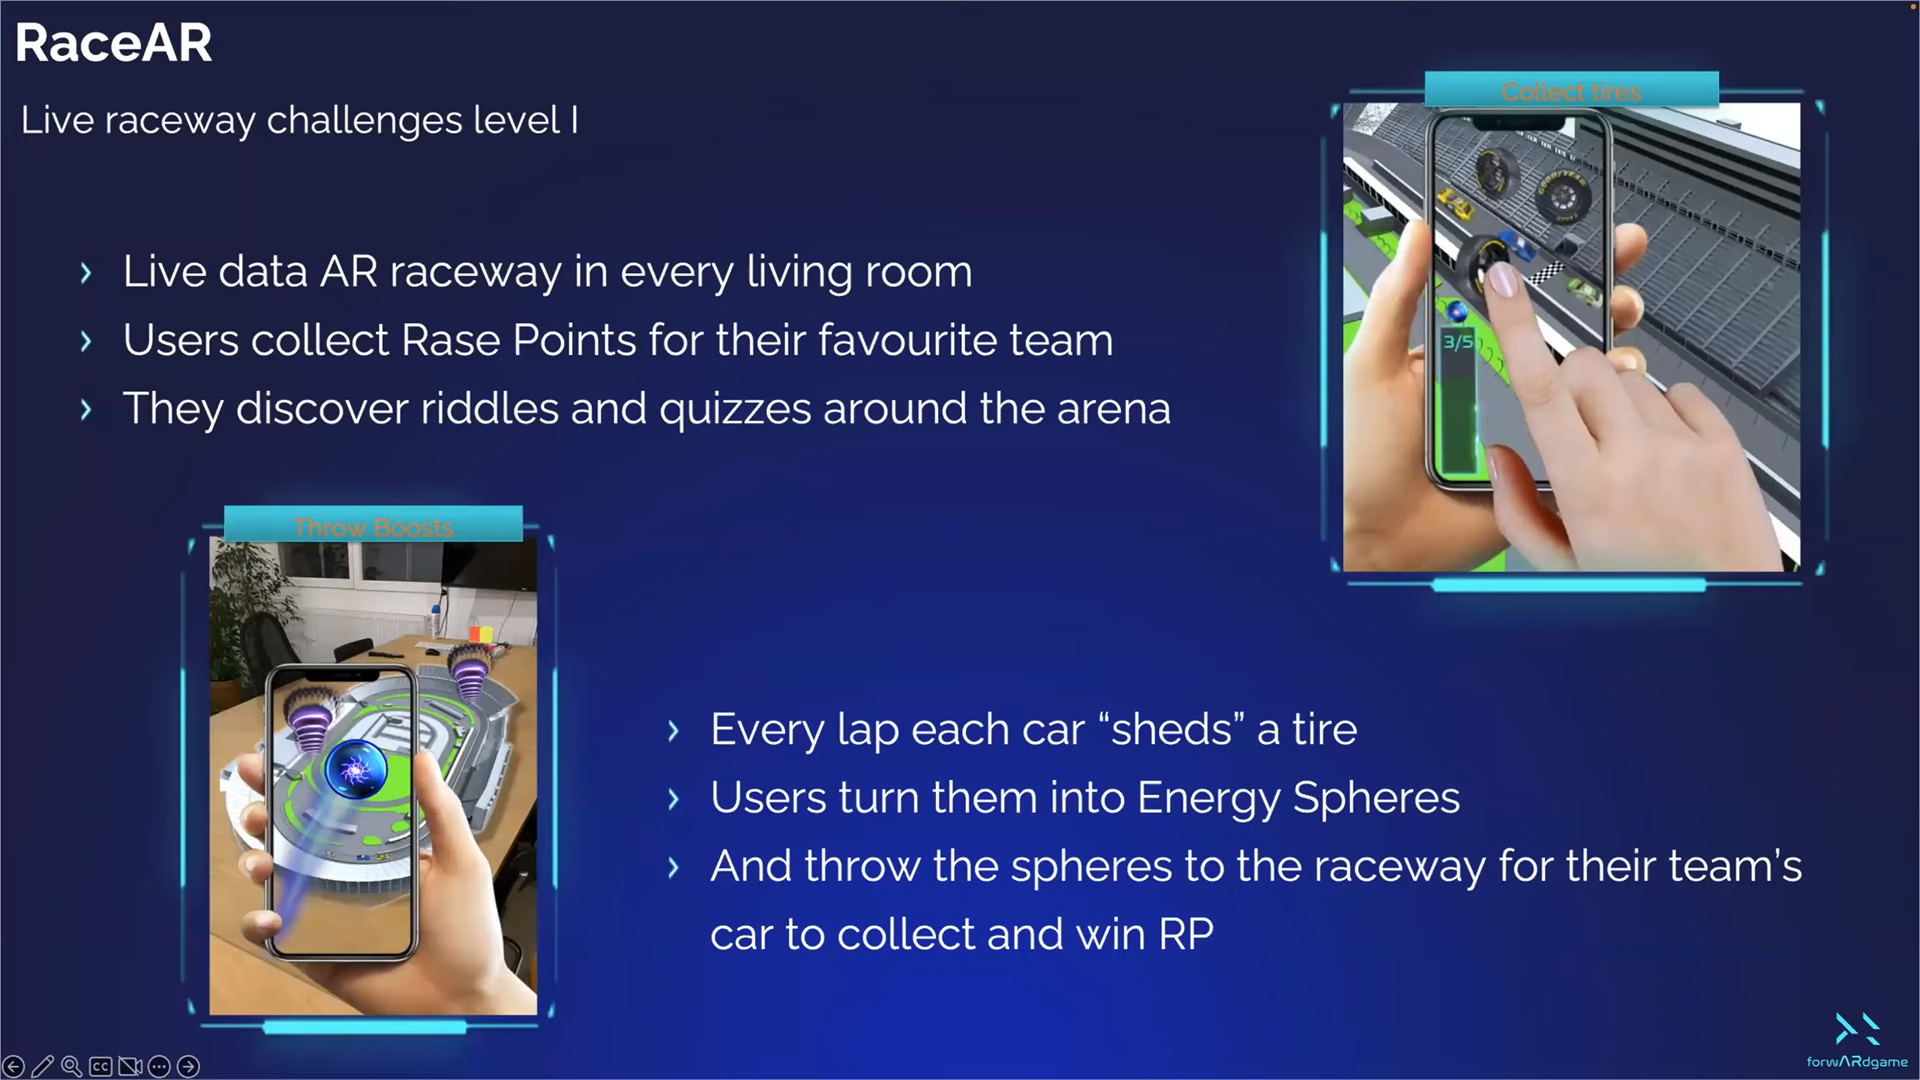 RaceAR
Live raceway challenges level I
Collect tires
› Live data AR raceway in every living room
› Users collect Rase Points for their favourite team
› They discover riddles and quizzes around the arena
GOODYEAR
3/5
Throw Boosts
› Every lap each car “sheds” a tire
› Users turn them into Energy Spheres
› And throw the spheres to the raceway for their team’s
car to collect and win RP
CC
forwARdgame